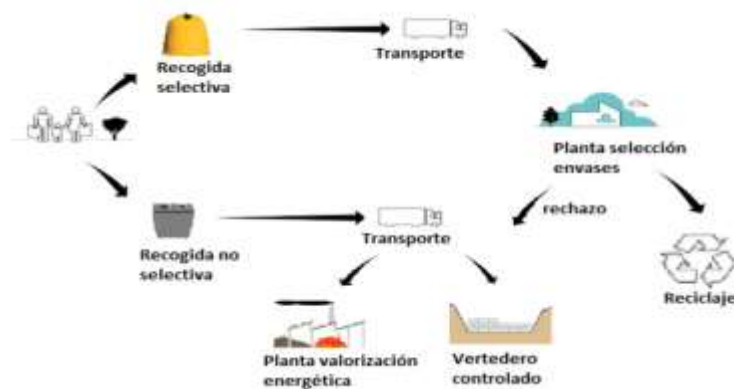 Recogida
selectiva
Transporte
Planta selección
envases
rechazo
Recogida no
selectiva
Transporte
Reciclaje
Planta valorización
energética
Vertedero
controlado